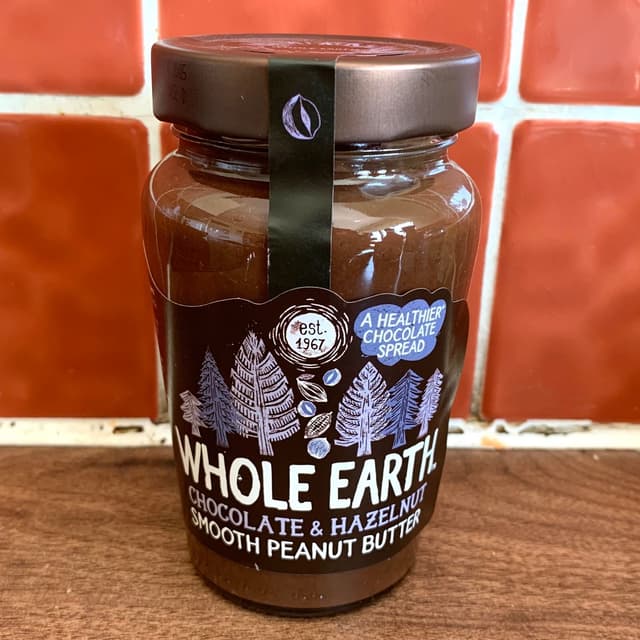 est.
1967
A HEALTHIER
CHOCOLATE
SPREAD
WHOLE EARTH
CHOCOLATE & HAZELNUT
SMOOTH PEANUT BUTTER